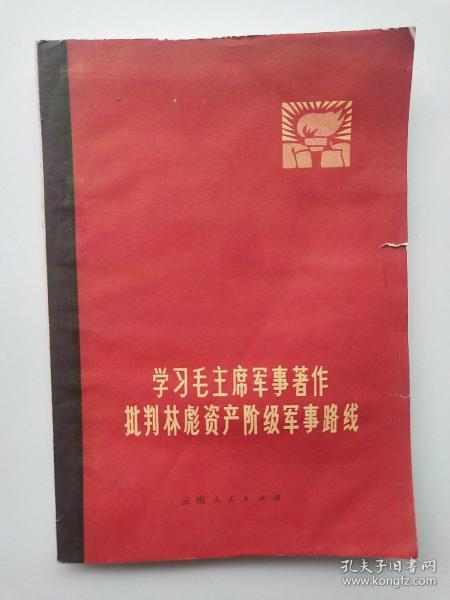 学习毛主席军事著作
批判林彪资产阶级军事路线
云南人民出版社
孔夫子旧书网
www.kongfz.com